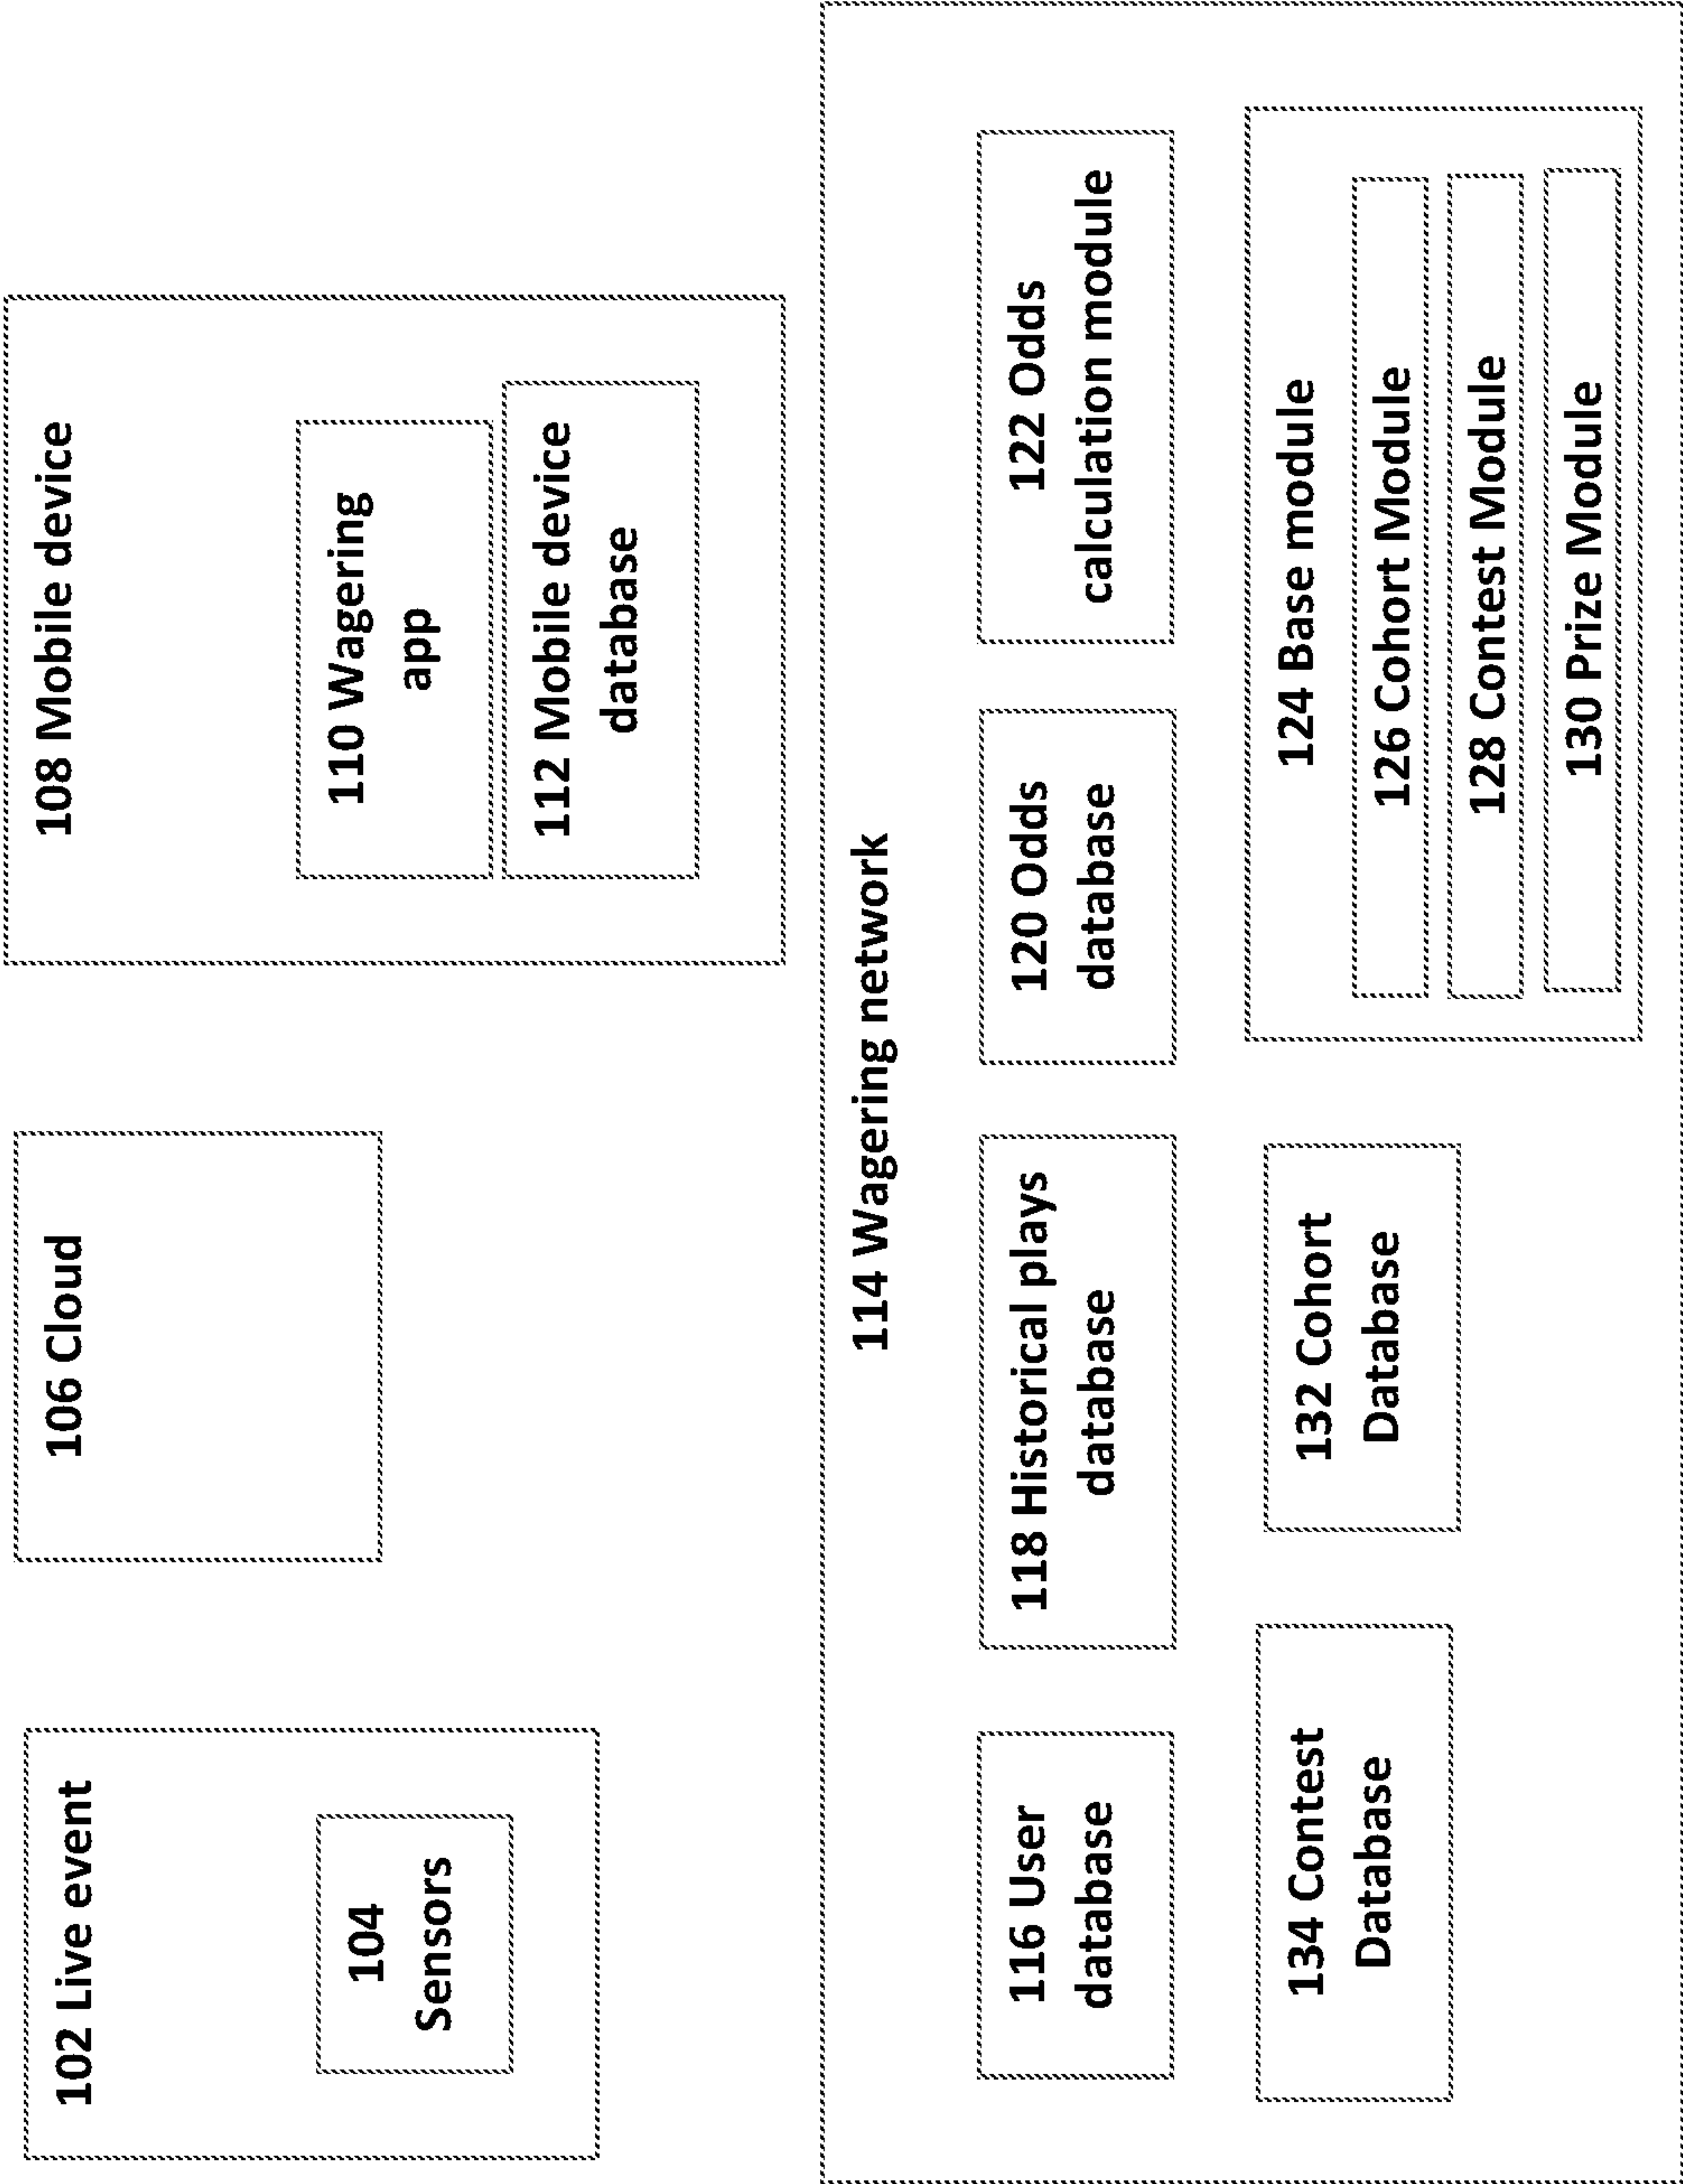 102 Live event
104
Sensors
106 Cloud
108 Mobile device
110 Wagering
app
112 Mobile device
database
114 Wagering network
116 User
database
118 Historical plays
database
120 Odds
database
122 Odds
calculation module
134 Contest
Database
132 Cohort
Database
124 Base module
126 Cohort Module
128 Contest Module
130 Prize Module